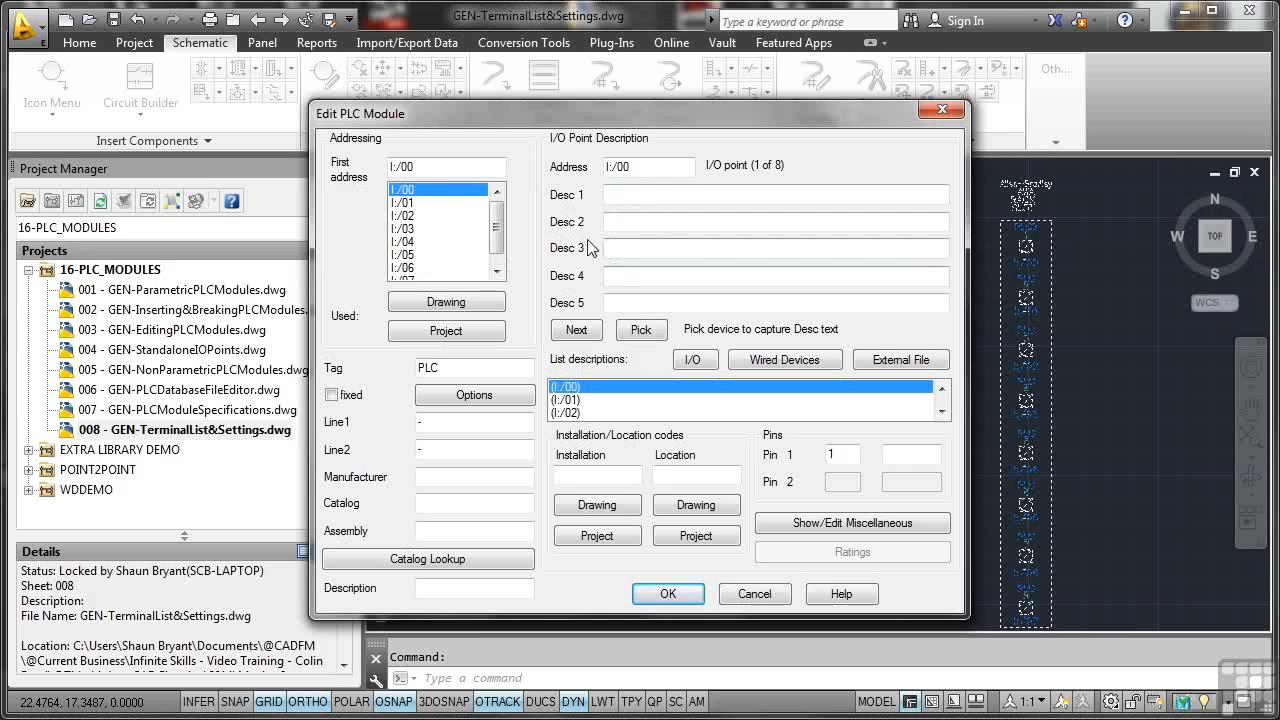 GEN-TerminalList&Settings.dwg
Type a keyword or phrase
Sign In
Home Project Schematic Panel Reports Import/Export Data Conversion Tools Plug-Ins Online Vault Featured Apps
Icon Menu
Circuit Builder
Oth...
Insert Components
Project Manager
16-PLC_MODULES
Projects
16-PLC_MODULES
001 - GEN-ParametricPLCModules.dwg
002 - GEN-Inserting&BreakingModules.
003 - GEN-EditingPLCModules.dwg
004 - GEN-StandaloneIOPoints.dwg
005 - GEN-NonParametricPLCModules.dwg
006 - GEN-PLCDatabaseFileEditor.dwg
007 - GEN-PLCModuleSpecifications.dwg
008 - GEN-TerminalList&Settings.dwg
EXTRA LIBRARY DEMO
POINT2POINT
WDDEMO
Details
Status: Locked by Shaun Bryant(SCB-LAPTOP)
Sheet: 008
Description:
File Name: GEN-TerminalList&Settings.dwg
Location: C:\Users\Shaun Bryant\Documents\@CADFM
\@Current Business\Infinite Skills - Video Training - Colin
Edit PLC Module
Addressing
First
address
I:/00
I:/00
I:/01
I:/02
I:/03
I:/04
I:/05
I:/06
I:/07
Used:
Drawing
Project
Tag PLC
fixed Options
Line1 -
Line2 -
Manufacturer
Catalog
Assembly
Catalog Lookup
Description
I/O Point Description
Address I:/00 I/O point (1 of 8)
Desc 1
Desc 2
Desc 3
Desc 4
Desc 5
Next Pick Pick device to capture Desc text
List descriptions: I/O Wired Devices External File
(I:/00)
(I:/01)
(I:/02)
Installation/Location codes
Installation Location
Drawing Drawing
Project Project
Pins
Pin 1 1
Pin 2
Show/Edit Miscellaneous
Ratings
OK Cancel Help
N
W TOP E
S
WCS
Command:
Type a command
22.4764, 17.3487, 0.0000 INFER SNAP GRID ORTHO POLAR OSNAP 3DOSNAP OTRACK DUCS DYN LWT TPY QP SC AM MODEL 1:1